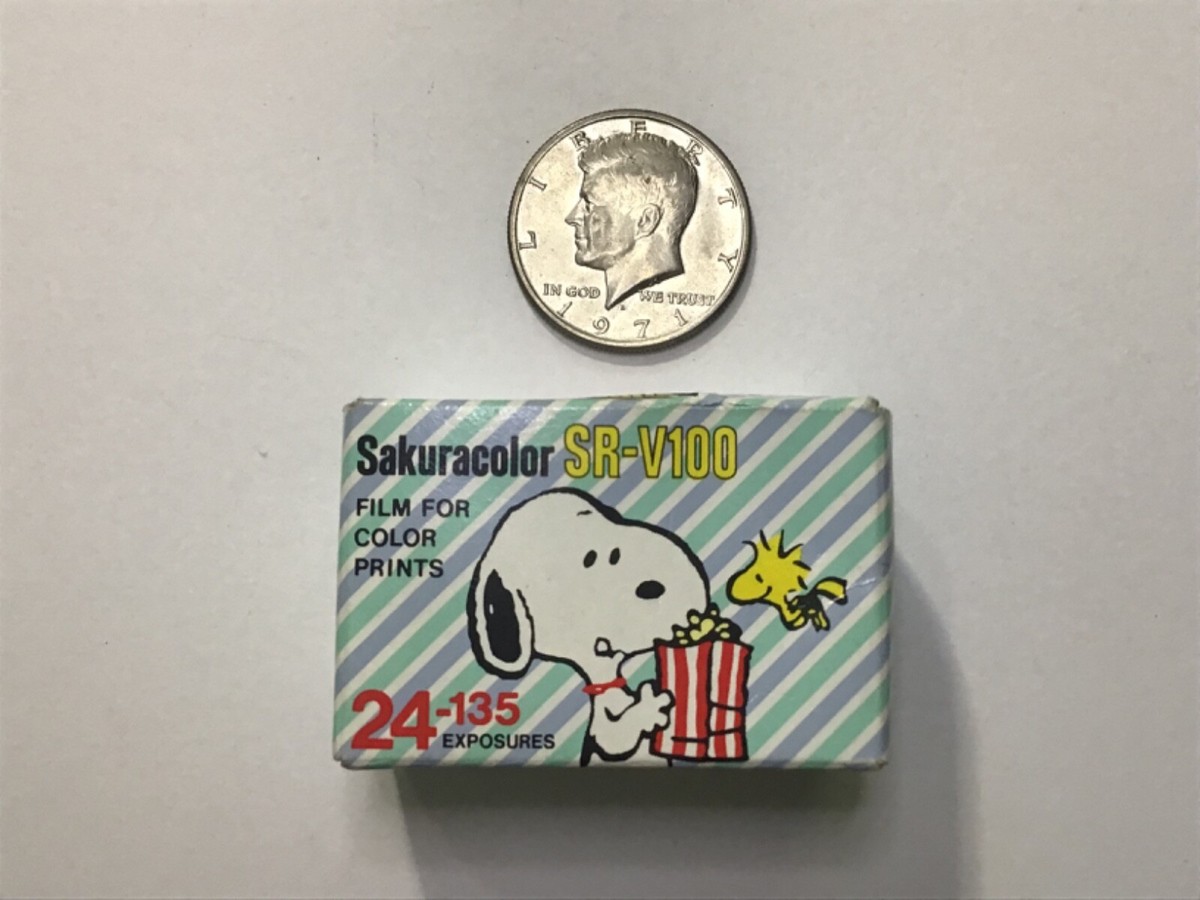 LIBERTY
IN GOD WE TRUST
1971
Sakuracolor SR-V100
FILM FOR
COLOR
PRINTS
24-135
EXPOSURES